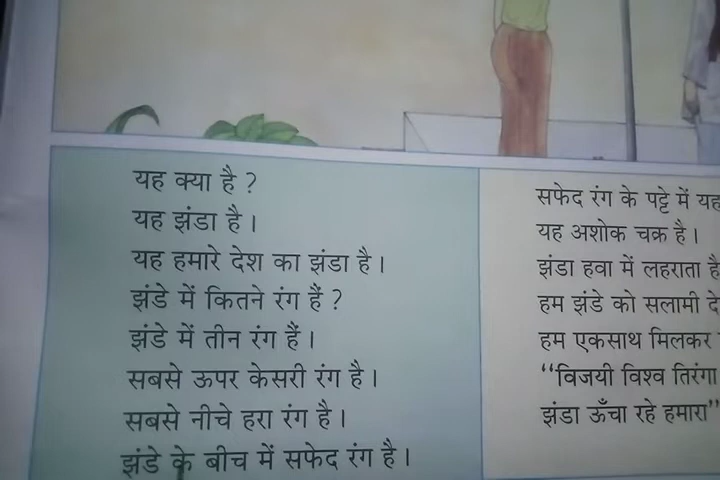 यह क्या है ?
यह झंडा है ।
यह हमारे देश का झंडा है ।
झंडे में कितने रंग हैं ?
झंडे में तीन रंग हैं ।
सबसे ऊपर केसरी रंग है ।
सबसे नीचे हरा रंग है ।
झंडे के बीच में सफेद रंग है ।
सफेद रंग के पट्टे में यह
यह अशोक चक्र है ।
झंडा हवा में लहराता है
हम झंडे को सलामी दे
हम एकसाथ मिलकर
“विजयी विश्व तिरंगा
झंडा ऊँचा रहे हमारा”